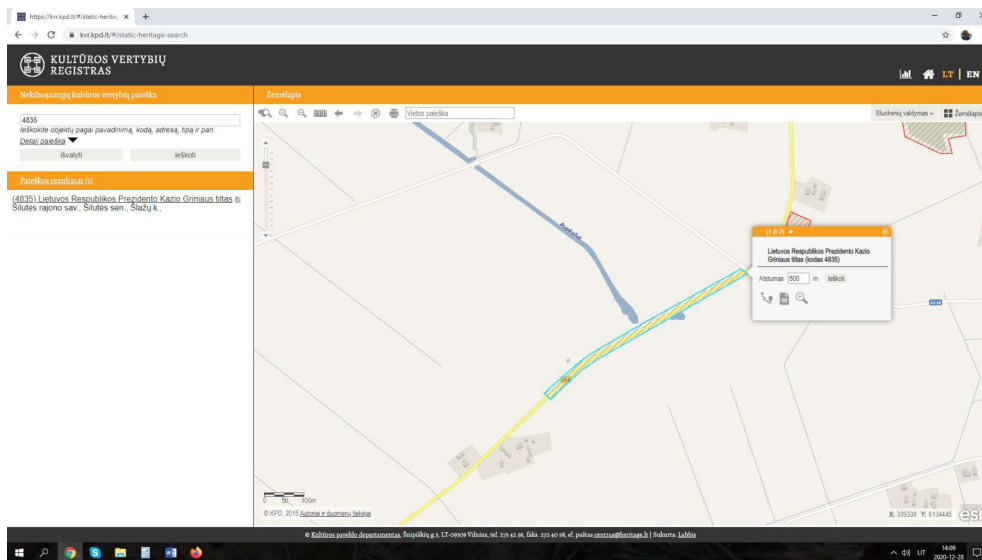 https://kvr.kpd.lt/#/static-herita
kvr.kpd.lt/#/static-heritage-search
KULTŪROS VERTYBIŲ
REGISTRAS
LT | EN
Nekilnojamųjų kultūros vertybių paieška
Žemėlapis
4835
Ieškokite objektų pagal pavadinimą, kodą, adresą, tipą ir pan.
Detali paieška
Išvalyti
Ieškoti
Vietos paieška
Sluoksnių valdymas
Žemėlapis
Paieškos rezultatai (1)
(4835) Lietuvos Respublikos Prezidento Kazio Griniaus tiltas
Šilutės rajono sav., Šilutės sen., Šlažų k.,
Rupkalvė
(1 iš 2)
Lietuvos Respublikos Prezidento Kazio
Griniaus tiltas (kodas 4835)
Atstumas 500 m Ieškoti
0 50 100m
© KPD, 2015 Autoriai ir duomenų tiekėjai
X: 339338 Y: 6134445
esri
© Kultūros paveldo departamentas, Šnipiškių g.3, LT-09309 Vilnius, tel. 273 42 56, faks. 272 40 58, el. paštas centras@heritage.lt | Sukurta: Labbis
LIT
14:09
2020-12-28